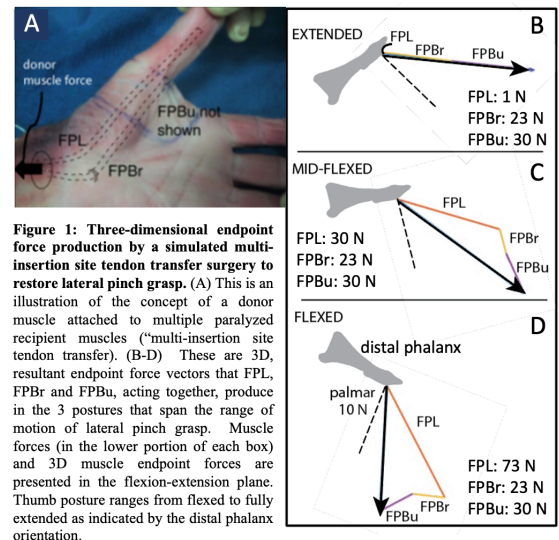 A
donor
muscle force
FPL
FPBu not
shown
FPBr
Figure 1: Three-dimensional endpoint
force production by a simulated multi-
insertion site tendon transfer surgery to
restore lateral pinch grasp. (A) This is an
illustration of the concept of a donor
muscle attached to multiple paralyzed
recipient muscles (“multi-insertion site
tendon transfer). (B-D) These are 3D,
resultant endpoint force vectors that FPL,
FPBr and FPBu, acting together, produce
in the 3 postures that span the range of
motion of lateral pinch grasp. Muscle
forces (in the lower portion of each box)
and 3D muscle endpoint forces are
presented in the flexion-extension plane.
Thumb posture ranges from flexed to fully
extended as indicated by the distal phalanx
orientation.
B
EXTENDED
FPL
FPBr
FPBu
FPL: 1 N
FPBr: 23 N
FPBu: 30 N
MID-FLEXED
C
FPL
FPBr
FPBu
FPL: 30 N
FPBr: 23 N
FPBu: 30 N
FLEXED
D
distal phalanx
palmar
10 N
FPL
FPBr
FPBu
FPL: 73 N
FPBr: 23 N
FPBu: 30 N